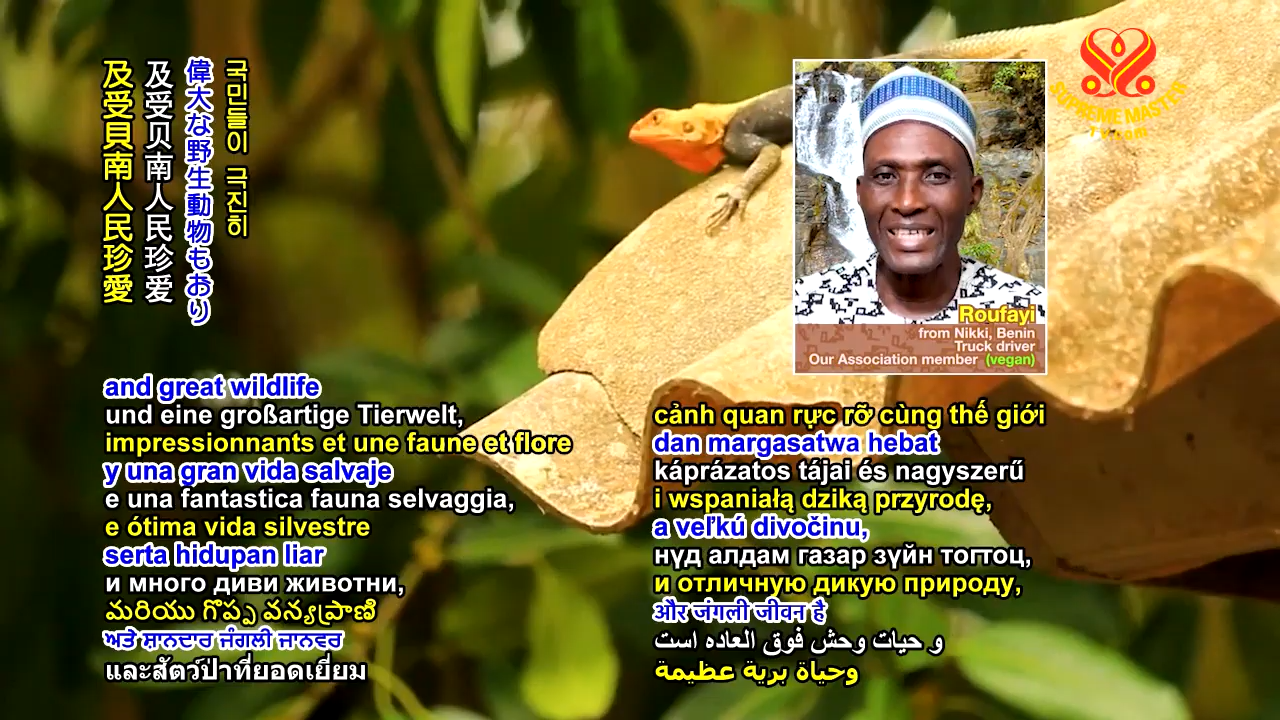 국민들이 극진히
偉大な野生動物もおり
及受贝南人民珍爱
及受貝南人民珍愛
SUPREME MASTER
TV.com
Roufayi
from Nikki, Benin
Truck driver
Our Association member (vegan)
and great wildlife
und eine großartige Tierwelt,
impressionnants et une faune et flore
y una gran vida salvaje
e una fantastica fauna selvaggia,
e ótima vida silvestre
serta hidupan liar
и много диви животни,
మరియు గొప్ప వన్యప్రాణి
ਅਤੇ ਸ਼ਾਨਦਾਰ ਜੰਗਲੀ ਜਾਨਵਰ
และสัตว์ป่าที่ยอดเยี่ยม
cảnh quan rực rỡ cùng thế giới
dan margasatwa hebat
káprázatos tájai és nagyszerű
i wspaniałą dziką przyrodę,
a veľkú divočinu,
нүд алдам газар зүйн тогтоц,
и отличную дикую природу,
और जंगली जीवन है
و حیات وحش فوق العاده است
وحياة برية عظيمة